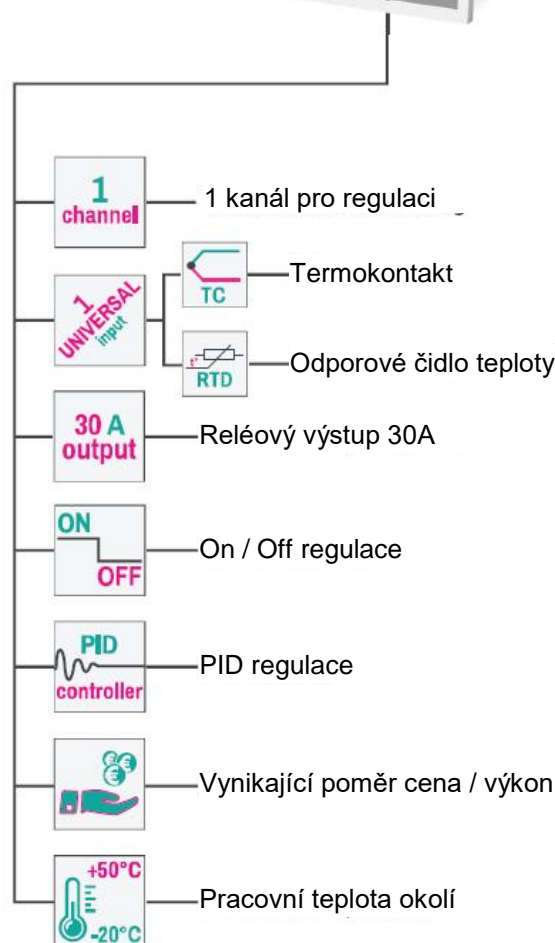 1
channel
1 kanál pro regulaci
1
UNIVERSAL
input
TC
Termokontakt
t°
RTD
Odporové čidlo teploty
30 A
output
Reléový výstup 30A
ON
OFF
On / Off regulace
PID
controller
PID regulace
Vynikající poměr cena / výkon
+50°C
-20°C
Pracovní teplota okolí